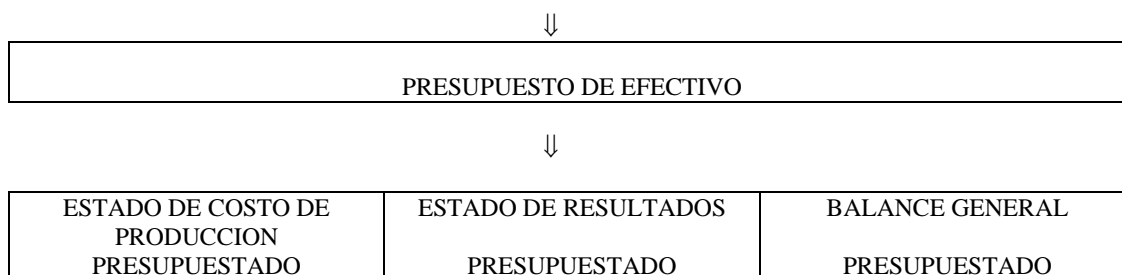 ⇓
PRESUPUESTO DE EFECTIVO
⇓
ESTADO DE COSTO DE
PRODUCCION
PRESUPUESTADO
ESTADO DE RESULTADOS
PRESUPUESTADO
BALANCE GENERAL
PRESUPUESTADO